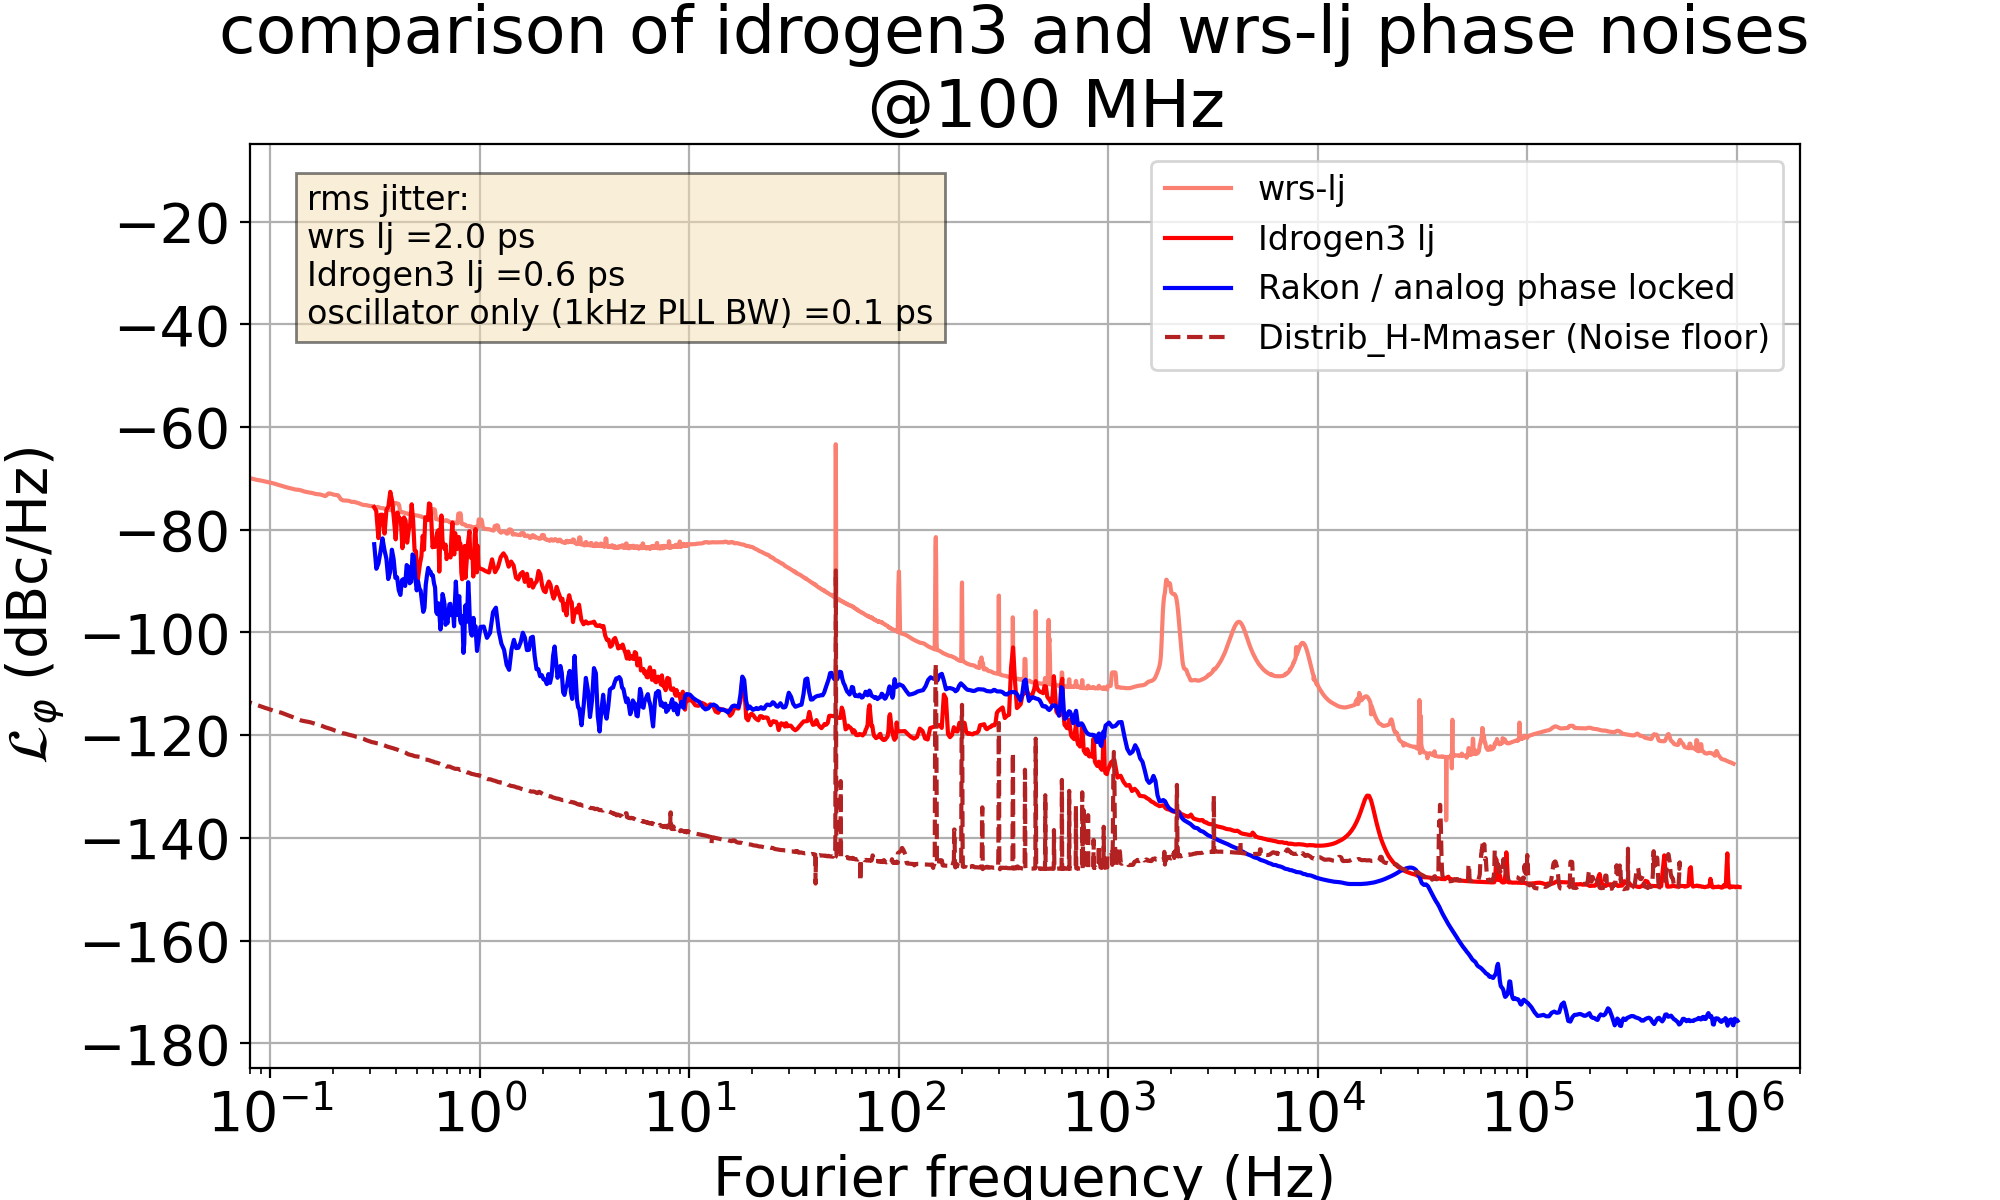 comparison of idrogen3 and wrs-lj phase noises
@100 MHz
rms jitter:
wrs lj =2.0 ps
Idrogen3 lj =0.6 ps
oscillator only (1kHz PLL BW) =0.1 ps
wrs-lj
Idrogen3 lj
Rakon / analog phase locked
Distrib_H-Mmaser (Noise floor)
ℒφ (dBc/Hz)
−20
−40
−60
−80
−100
−120
−140
−160
−180
10⁻¹ 10⁰ 10¹ 10² 10³ 10⁴ 10⁵ 10⁶
Fourier frequency (Hz)